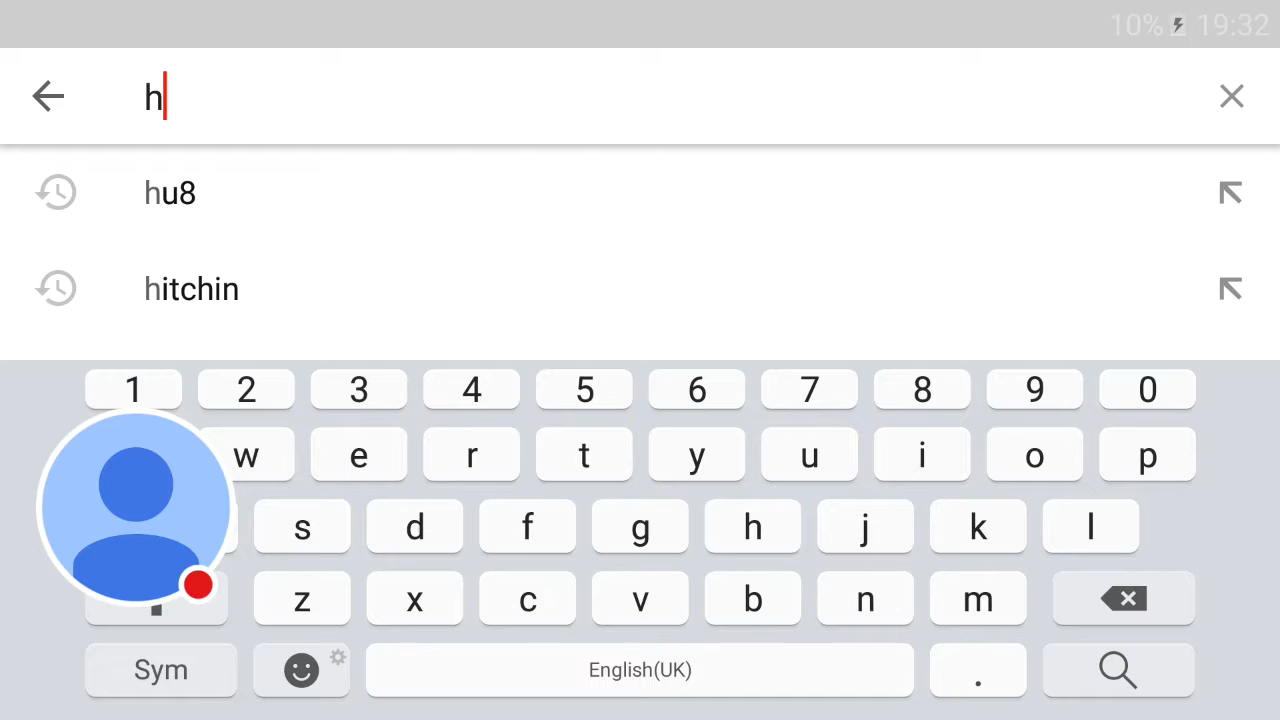 10% 19:32
h
hu8
hitchin
1 2 3 4 5 6 7 8 9 0
w e r t y u i o p
s d f g h j k l
z x c v b n m
Sym English(UK) .